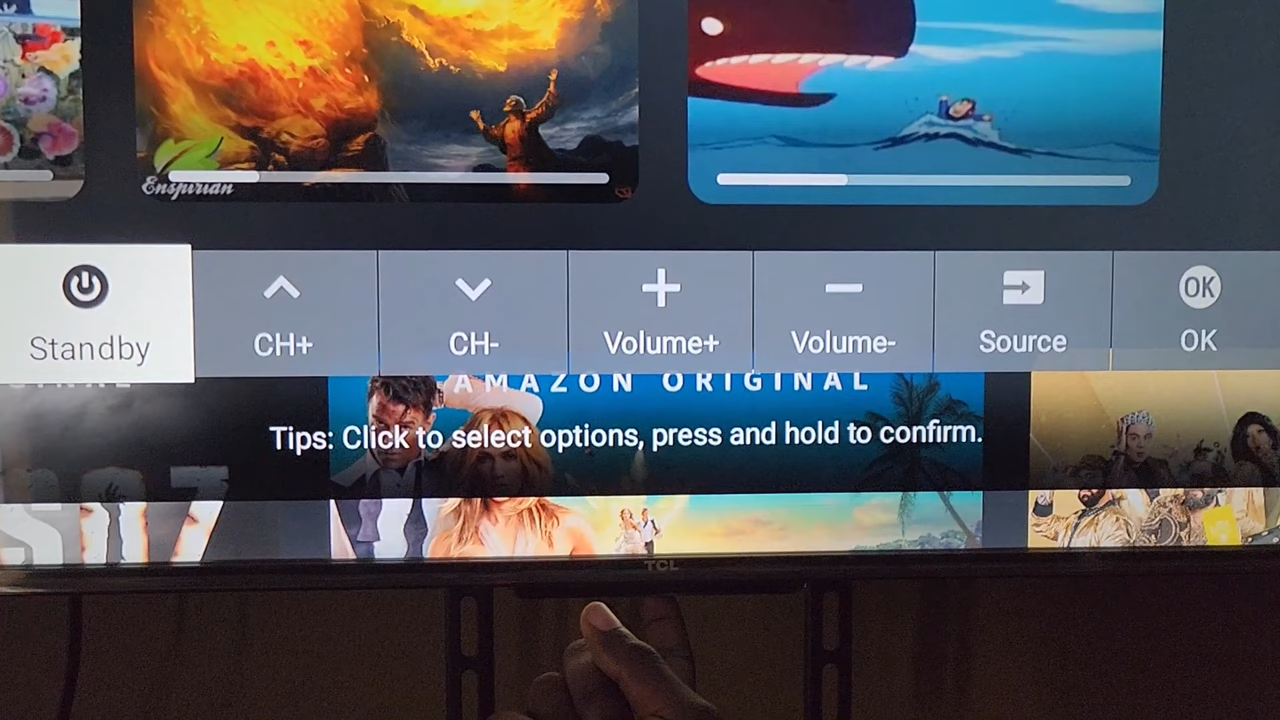 Enspirian
Standby
CH+
CH-
Volume+
Volume-
Source
OK
OK
AMAZON ORIGINAL
Tips: Click to select options, press and hold to confirm.
TCL